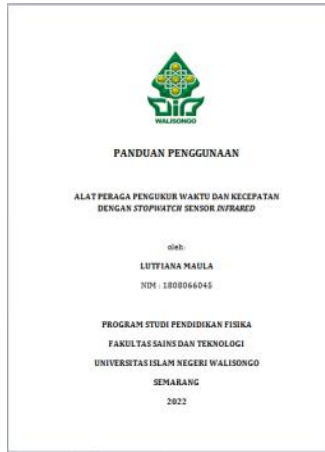 WALISONGO
PANDUAN PENGGUNAAN
ALAT PERAGA PENGUKUR WAKTU DAN KECEPATAN
DENGAN STOPWATCH SENSOR INFRARED
oleh:
LUTFIANA MAULA
NIM : 1808066045
PROGRAM STUDI PENDIDIKAN FISIKA
FAKULTAS SAINS DAN TEKNOLOGI
UNIVERSITAS ISLAM NEGERI WALISONGO
SEMARANG
2022